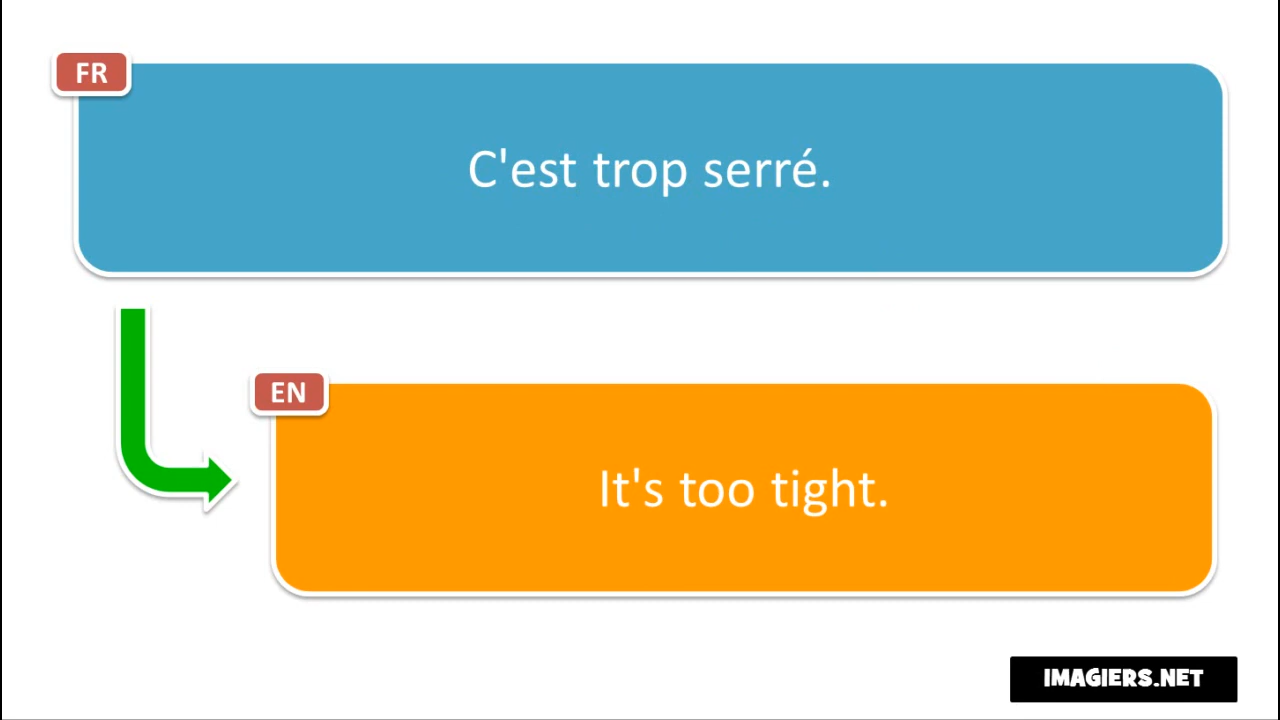 FR
C'est trop serré.
EN
It's too tight.
IMAGIERS.NET